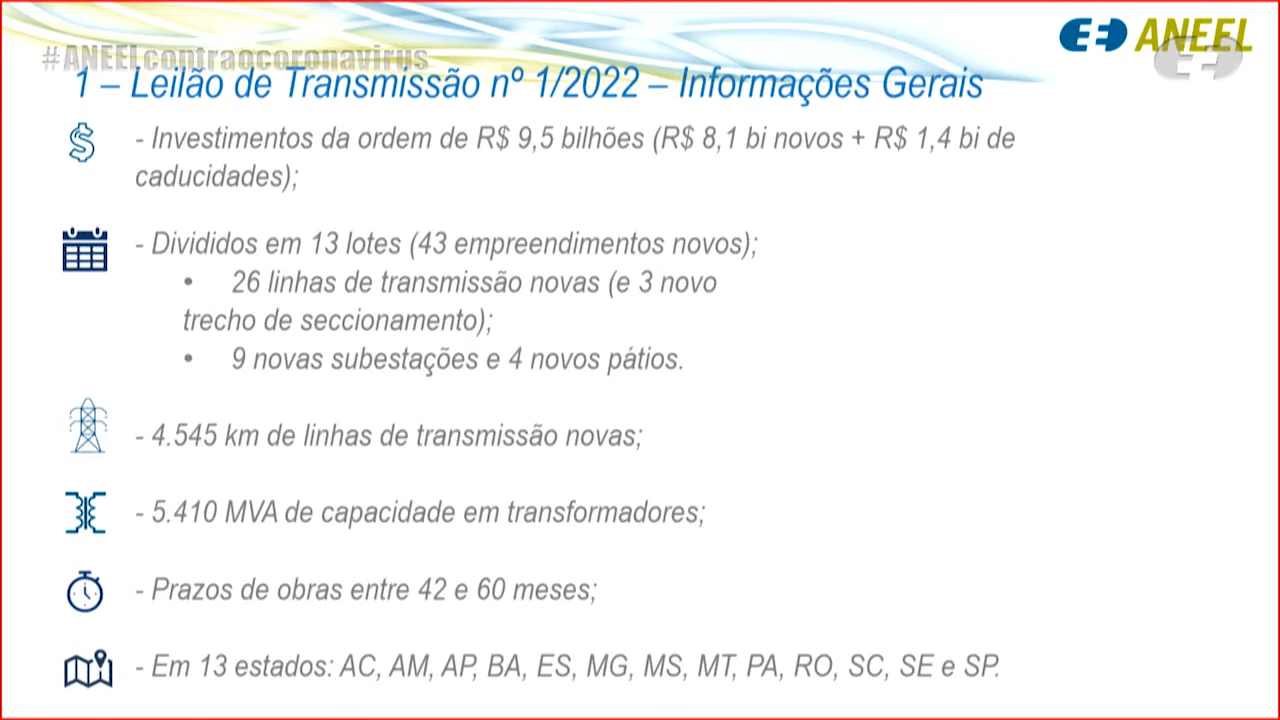 #ANEELcontraocoronavirus
ANEEL
1 – Leilão de Transmissão nº 1/2022 – Informações Gerais
- Investimentos da ordem de R$ 9,5 bilhões (R$ 8,1 bi novos + R$ 1,4 bi de
caducidades);
- Divididos em 13 lotes (43 empreendimentos novos);
• 26 linhas de transmissão novas (e 3 novo
trecho de seccionamento);
• 9 novas subestações e 4 novos pátios.
- 4.545 km de linhas de transmissão novas;
- 5.410 MVA de capacidade em transformadores;
- Prazos de obras entre 42 e 60 meses;
- Em 13 estados: AC, AM, AP, BA, ES, MG, MS, MT, PA, RO, SC, SE e SP.